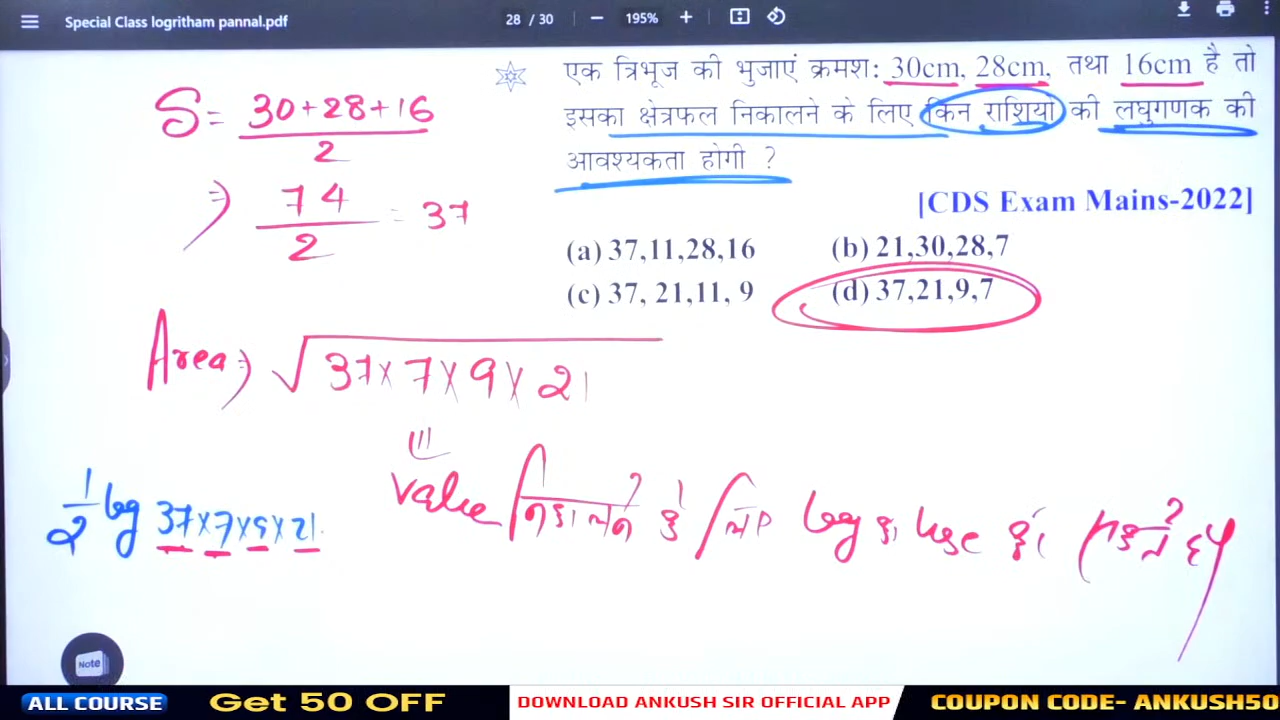 Special Class logritham pannal.pdf
28 / 30
195%
एक त्रिभूज की भुजाएं क्रमश: 30cm, 28cm, तथा 16cm है तो
इसका क्षेत्रफल निकालने के लिए किन राशियों की लघुगणक की
आवश्यकता होगी ?
[CDS Exam Mains-2022]
(a) 37,11,28,16
(b) 21,30,28,7
(c) 37, 21,11, 9
(d) 37,21,9,7
S = 30+28+16
2
⇒ 74
2
= 37
Area ⇒ √37×7×9×21
value निकालने के लिए log का use
1/2 log 37×7×9×21
Note
ALL COURSE
Get 50 OFF
DOWNLOAD ANKUSH SIR OFFICIAL APP
COUPON CODE- ANKUSH50